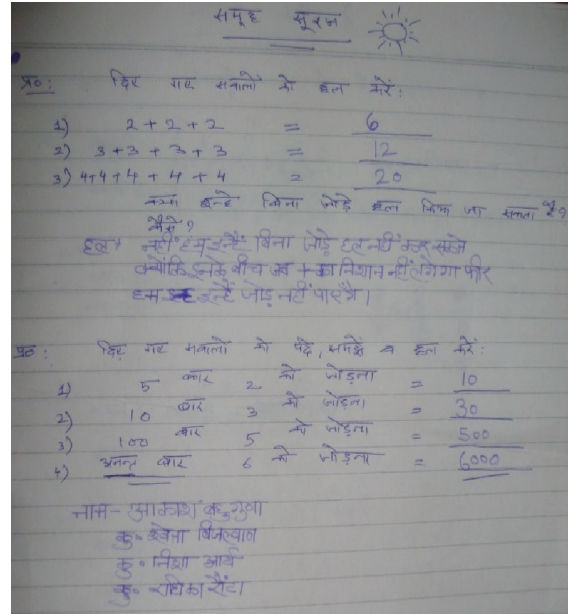 समूह सूरज
प्र०: दिए गए सवालों को हल करें:
1) 2 + 2 + 2 = 6
2) 3 + 3 + 3 + 3 = 12
3) 4+4+4+4+4 = 20
क्या इन्हे बिना जोड़े हल किया जा सकता है?
कैसे?
हल: नहीं हम इन्हें बिना जोड़े हल नहीं कर सकते
क्योंकि इनके बीच + का निशान नहीं लगेगा फिर
हम इन्हें जोड़ नहीं पाएंगे।
प्र०: दिए गए सवालों को पढ़ें, समझें व हल करें:
1) 5 बार 2 को जोड़ना = 10
2) 10 बार 3 को जोड़ना = 30
3) 100 बार 5 को जोड़ना = 500
4) अनन्त बार 6 को जोड़ना = 6000
नाम- आकाश
कु० श्वेता
कु० निशा आर्य
कु० राधिका